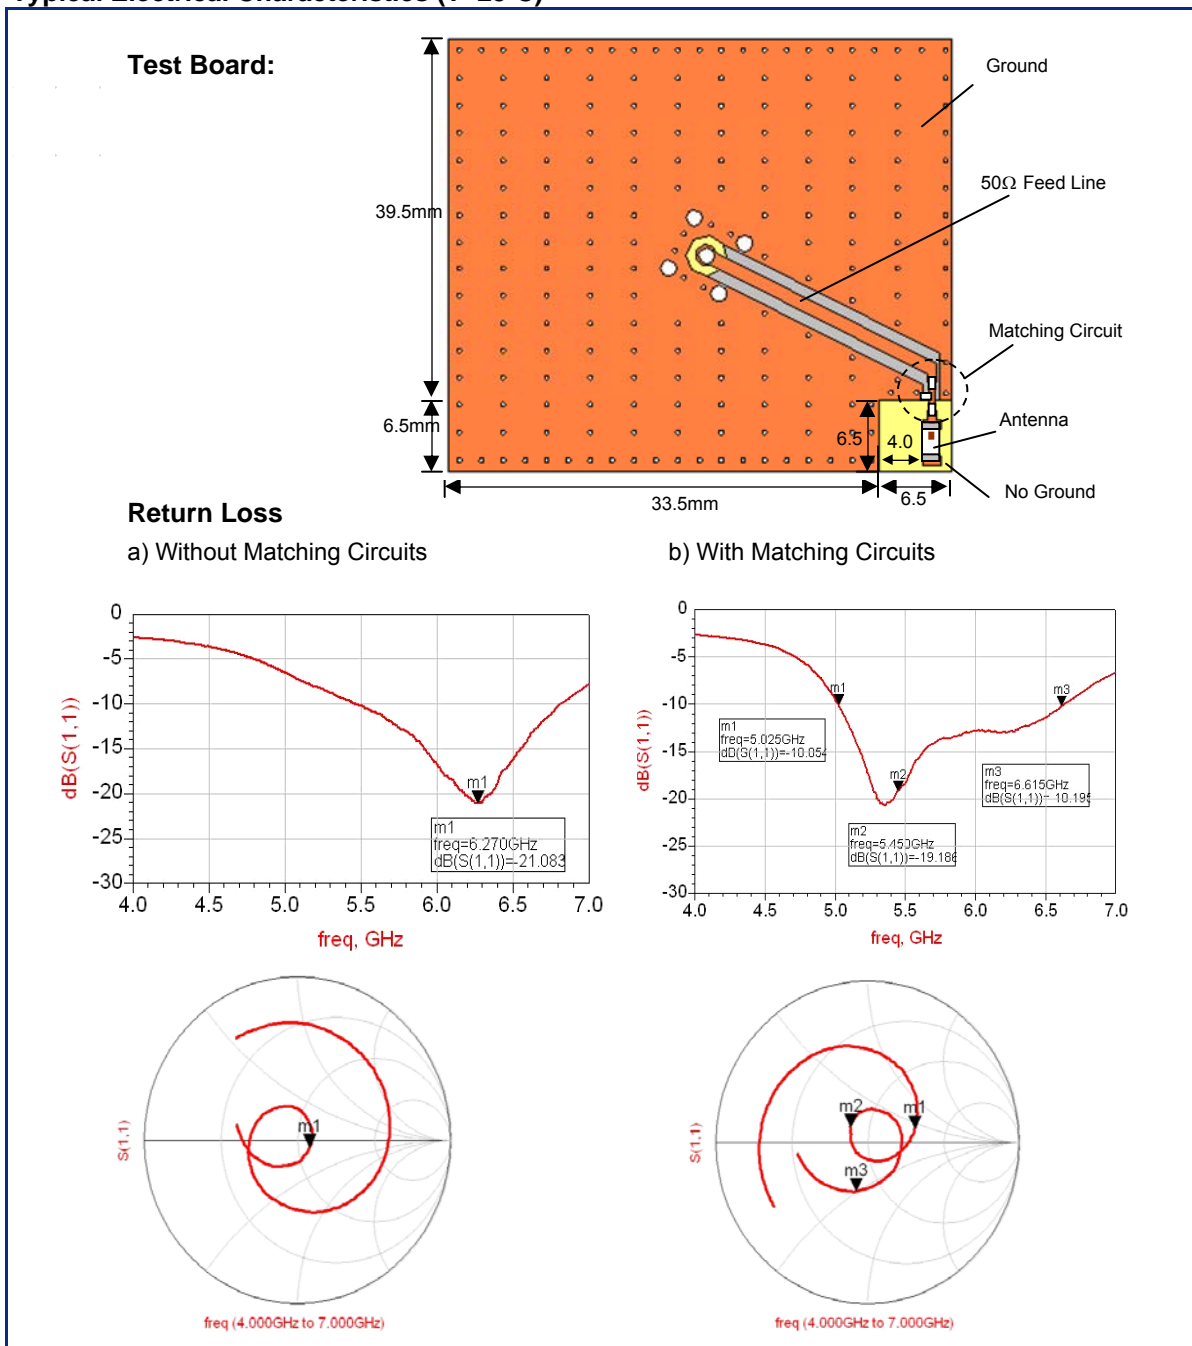 Test Board:
Ground
50Ω Feed Line
39.5mm
Matching Circuit
6.5mm
6.5
4.0
Antenna
No Ground
33.5mm
6.5
Return Loss
a) Without Matching Circuits
b) With Matching Circuits
0
-5
-10
-15
-20
-25
-30
dB(S(1,1))
m1
m1
freq=6.270GHz
dB(S(1,1))=-21.083
4.0 4.5 5.0 5.5 6.0 6.5 7.0
freq, GHz
0
-5
-10
-15
-20
-25
-30
dB(S(1,1))
m1
m2
m3
m1
freq=5.025GHz
dB(S(1,1))=-10.054
m3
freq=6.615GHz
dB(S(1,1))=-10.195
m2
freq=5.450GHz
dB(S(1,1))=-19.186
4.0 4.5 5.0 5.5 6.0 6.5 7.0
freq, GHz
S(1,1)
m1
freq (4.000GHz to 7.000GHz)
S(1,1)
m2
m1
m3
freq (4.000GHz to 7.000GHz)